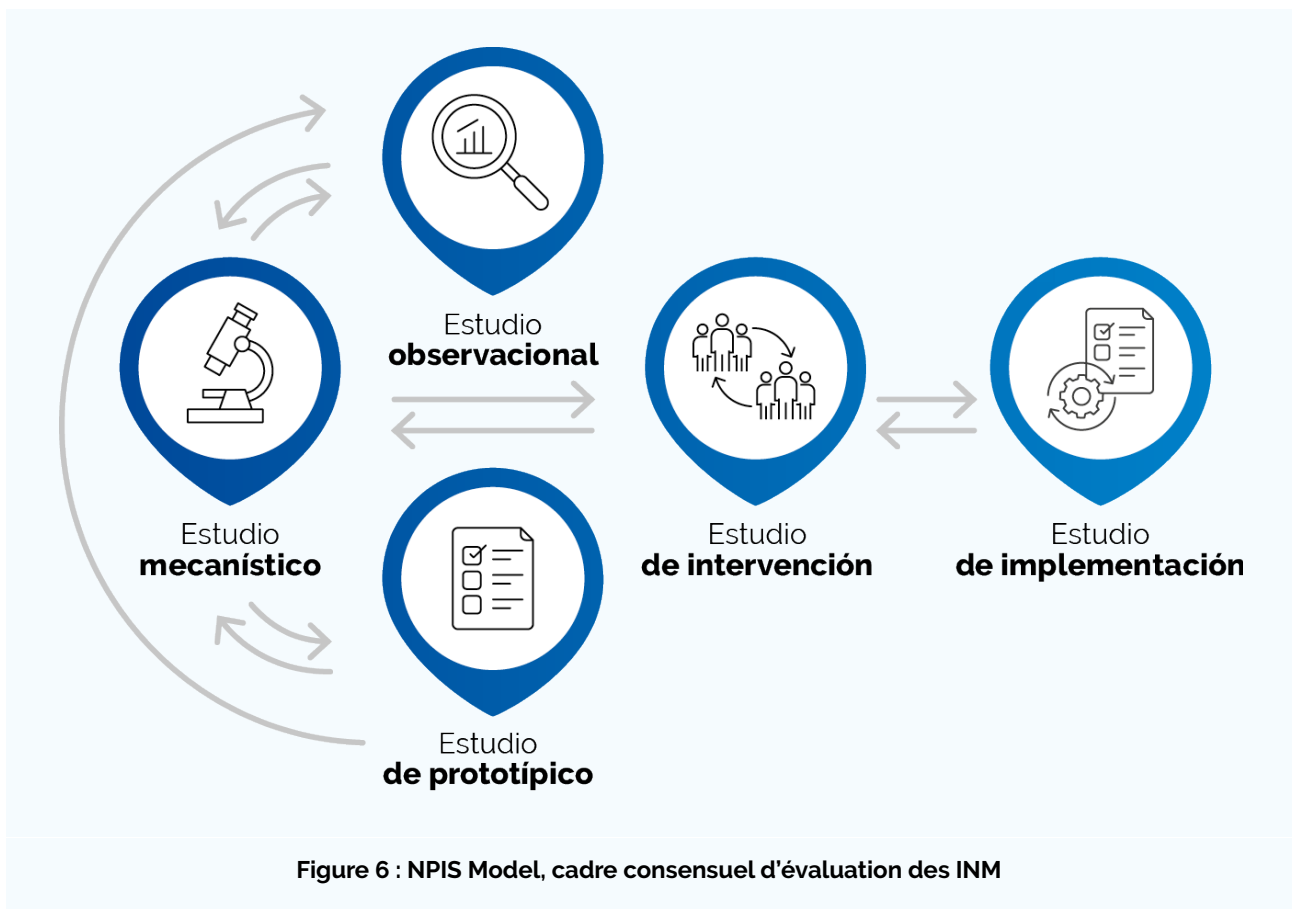 Estudio
observacional
Estudio
mecanístico
Estudio
de intervención
Estudio
de implementación
Estudio
de prototípico
Figure 6 : NPIS Model, cadre consensuel d’évaluation des INM